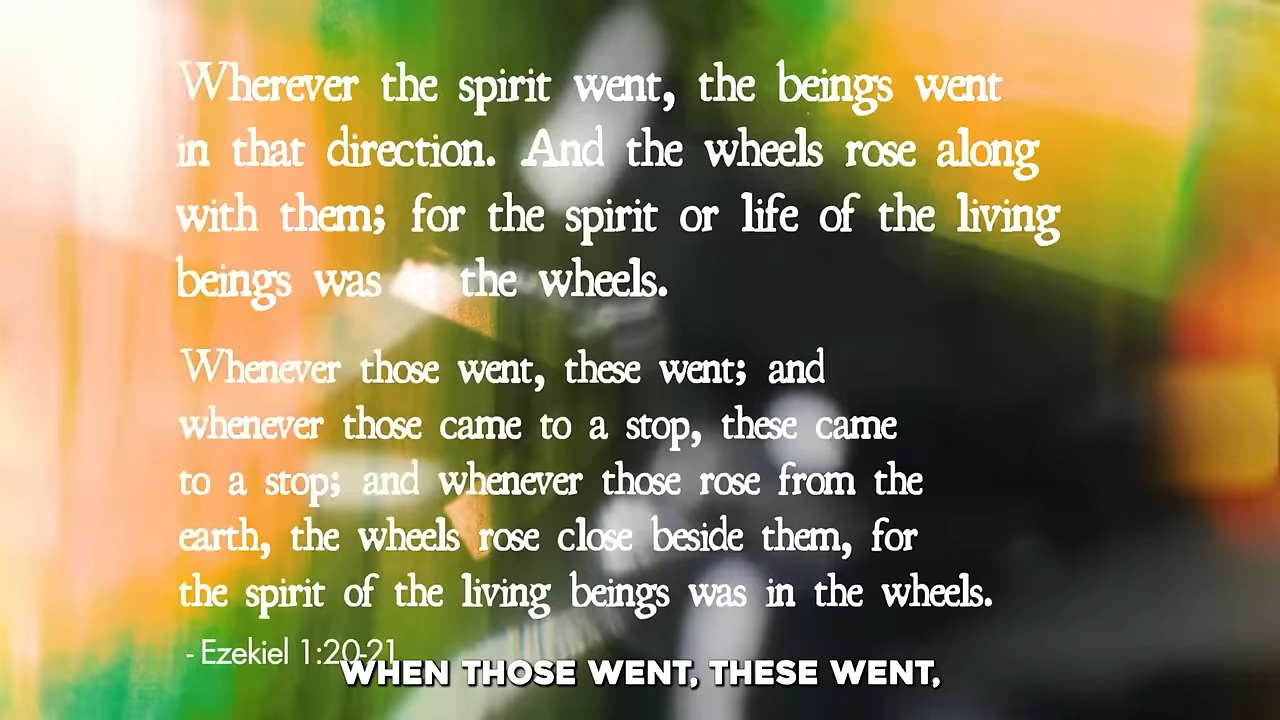 Wherever the spirit went, the beings went
in that direction. And the wheels rose along
with them; for the spirit or life of the living
beings was in the wheels.
Whenever those went, these went; and
whenever those came to a stop, these came
to a stop; and whenever those rose from the
earth, the wheels rose close beside them, for
the spirit of the living beings was in the wheels.
- Ezekiel 1:20-21
WHEN THOSE WENT, THESE WENT,